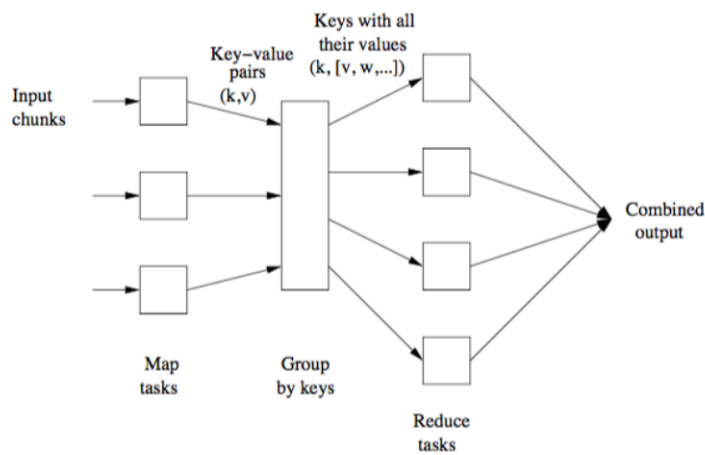 Input
chunks
Key–value
pairs
(k,v)
Keys with all
their values
(k, [v, w,...])
Combined
output
Map
tasks
Group
by keys
Reduce
tasks